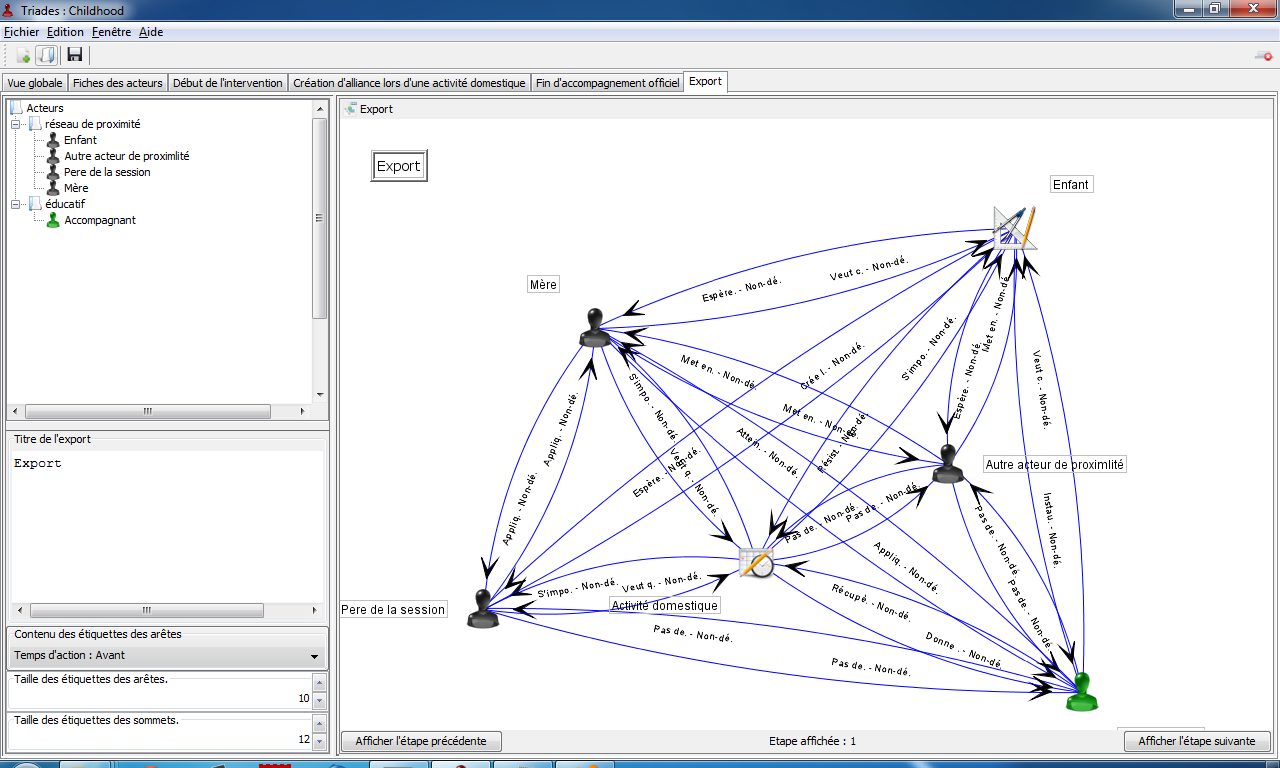 Triades : Childhood
Fichier Edition Fenêtre Aide
Vue globale Fiches des acteurs Début de l'intervention Création d'alliance lors d'une activité domestique Fin d'accompagnement officiel Export
Acteurs
réseau de proximité
Enfant
Autre acteur de proximlité
Pere de la session
Mère
éducatif
Accompagnant
Titre de l'export
Export
Contenu des étiquettes des arêtes
Temps d'action : Avant
Taille des étiquettes des arêtes.
10
Taille des étiquettes des sommets.
12
Export
Export
Enfant
Mère
Veut c. - Non-dé.
Espère. - Non-dé.
Met en. - Non-dé.
S'impo. - Non-dé.
Crée l. - Non-dé.
Met en. - Non-dé.
Espère. - Non-dé.
Veut c. - Non-dé.
S'impo. - Non-dé.
Appliq. - Non-dé.
Met en. - Non-dé.
Attein. - Non-dé.
Résist. - Non-dé.
Espère. - Non-dé.
Veut q. - Non-dé.
Autre acteur de proximlité
Appliq. - Non-dé.
Pas de. - Non-dé.
Pas de. - Non-dé.
Pas de. - Non-dé.
Instau. - Non-dé.
Appliq. - Non-dé.
S'impo. - Non-dé.
Veut q. - Non-dé.
Récupè. - Non-dé.
Pas de. - Non-dé.
Pere de la session
Activité domestique
Pas de. - Non-dé.
Donne . - Non-dé.
Pas de. - Non-dé.
Afficher l'étape précédente Etape affichée : 1 Afficher l'étape suivante